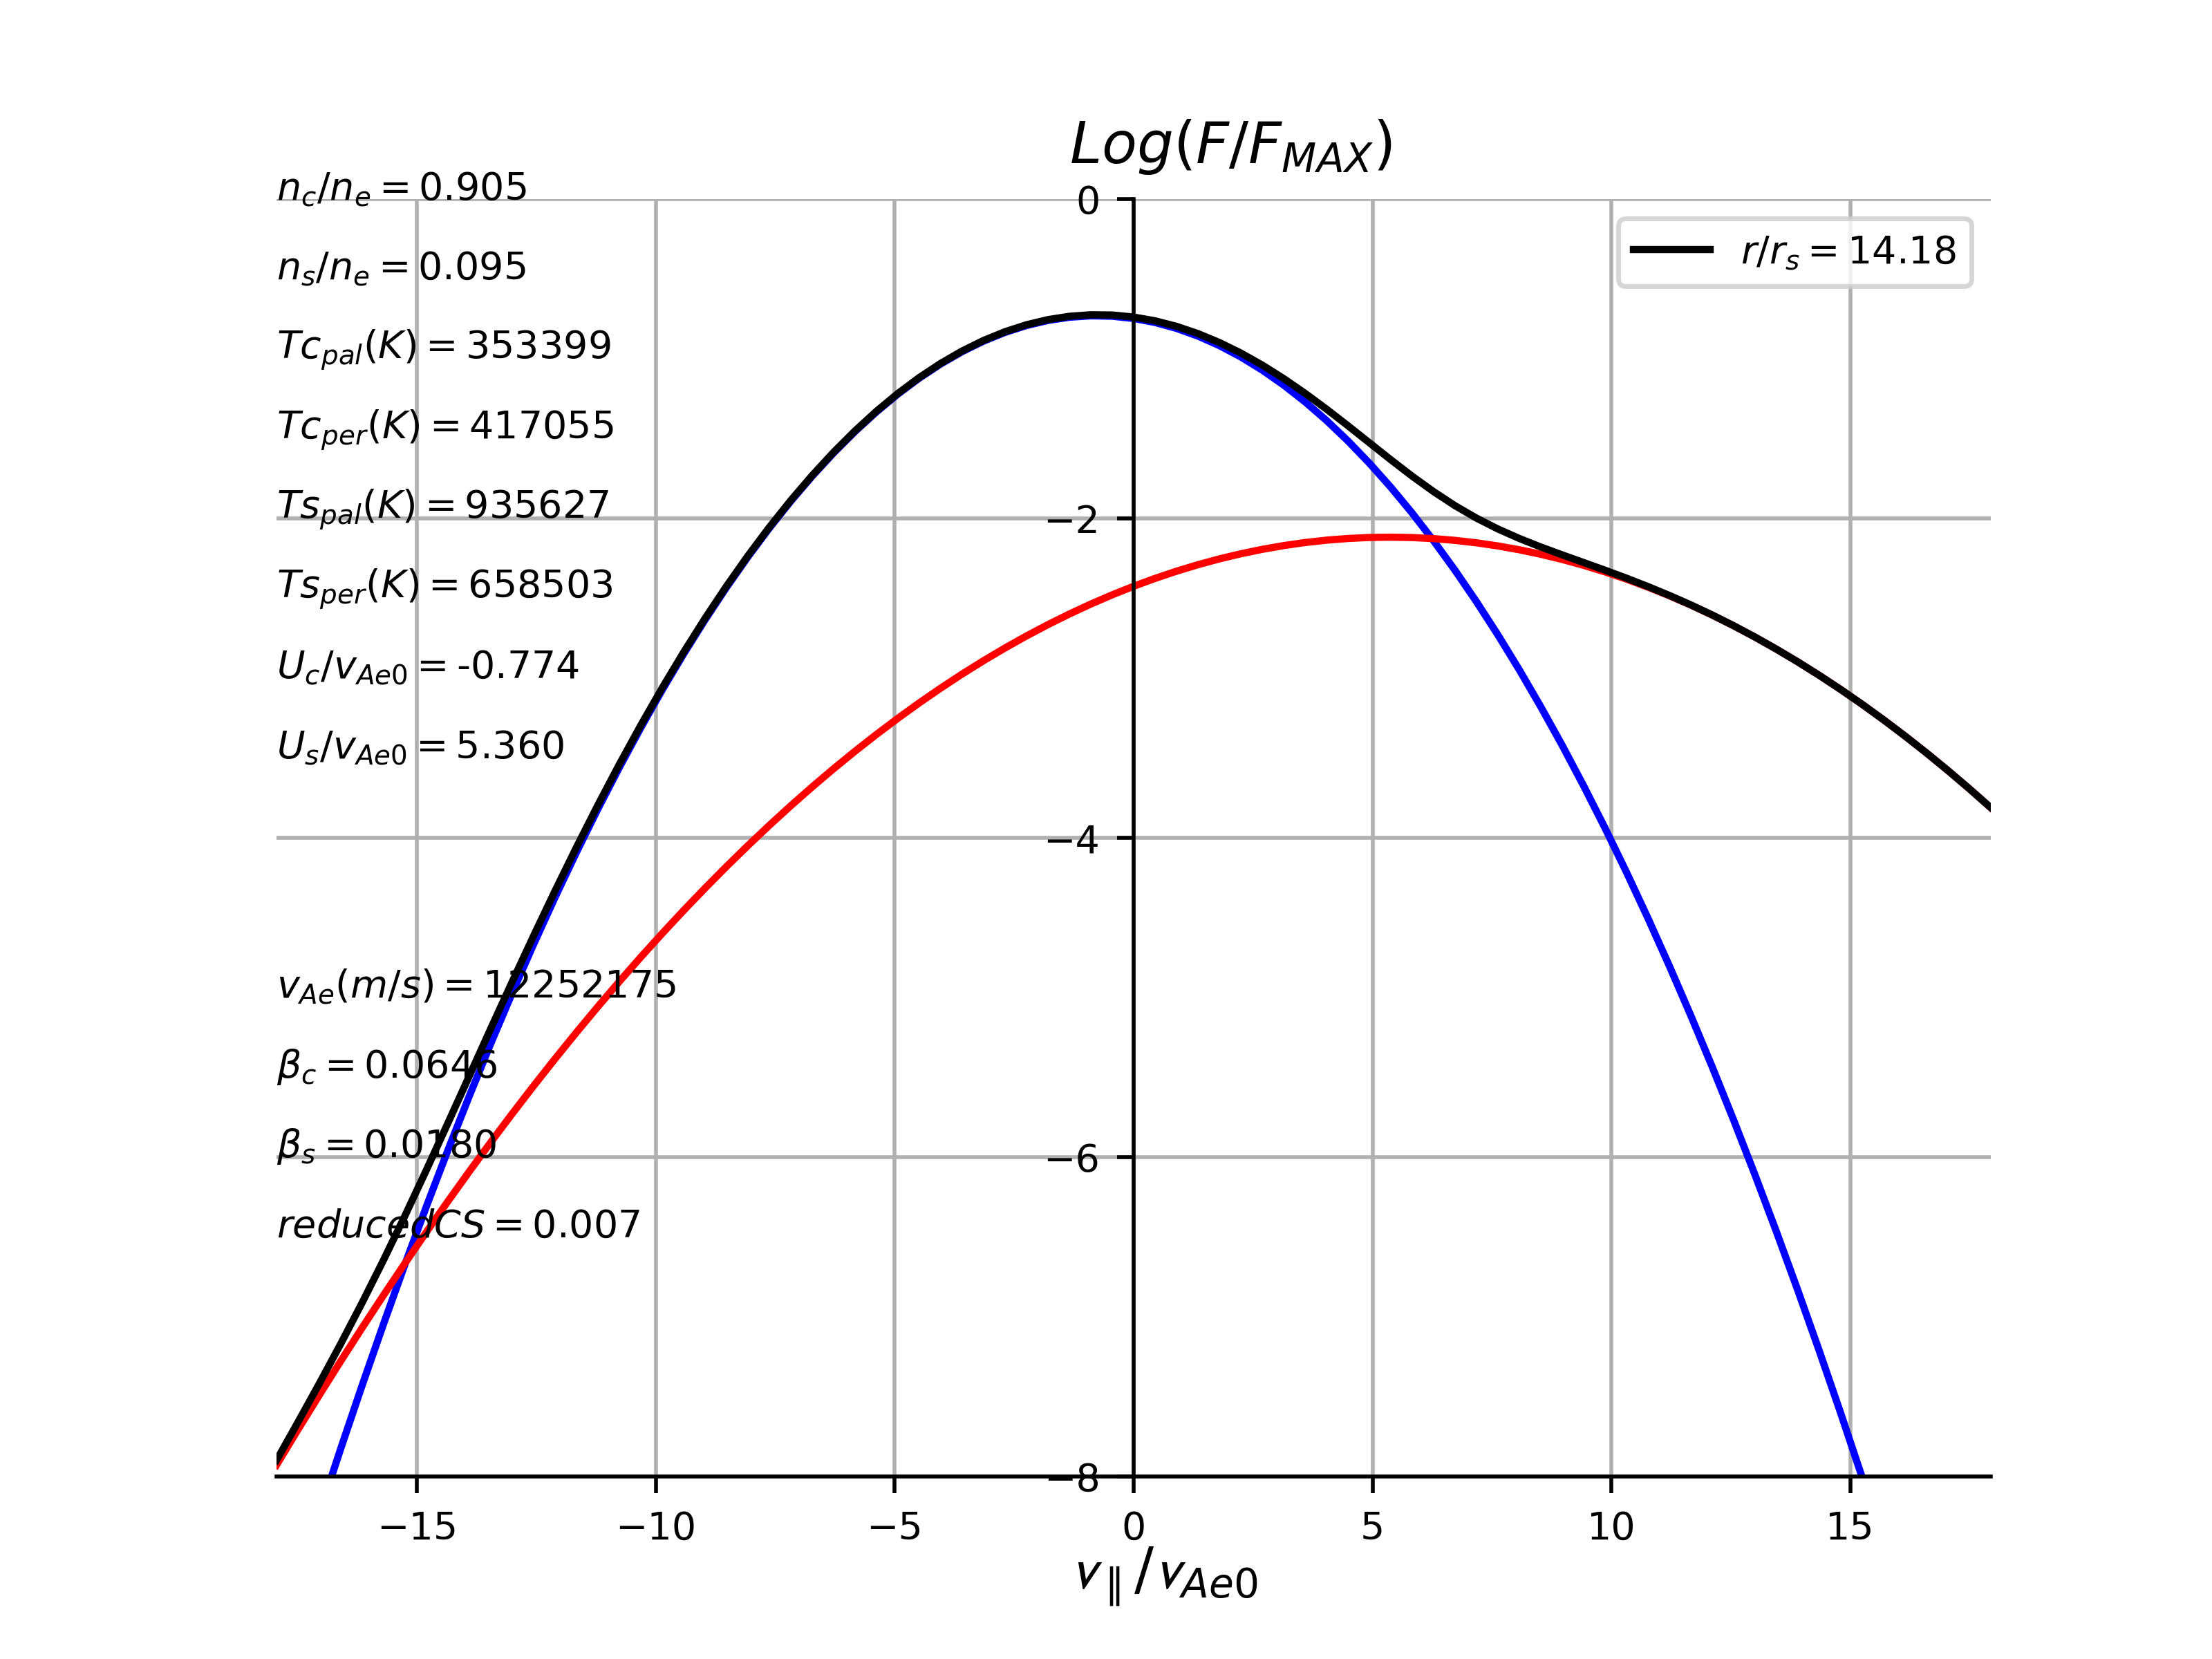 Log(F/F_MAX)
n_c/n_e = 0.905
n_s/n_e = 0.095
Tc_pal(K) = 353399
Tc_per(K) = 417055
Ts_pal(K) = 935627
Ts_per(K) = 658503
U_c/v_Ae0 = -0.774
U_s/v_Ae0 = 5.360
v_Ae(m/s) = 12252175
β_c = 0.0646
β_s = 0.0180
reducedCS = 0.007
r/r_s = 14.18
0
−2
−4
−6
−8
−15 −10 −5 0 5 10 15
v_∥/v_Ae0